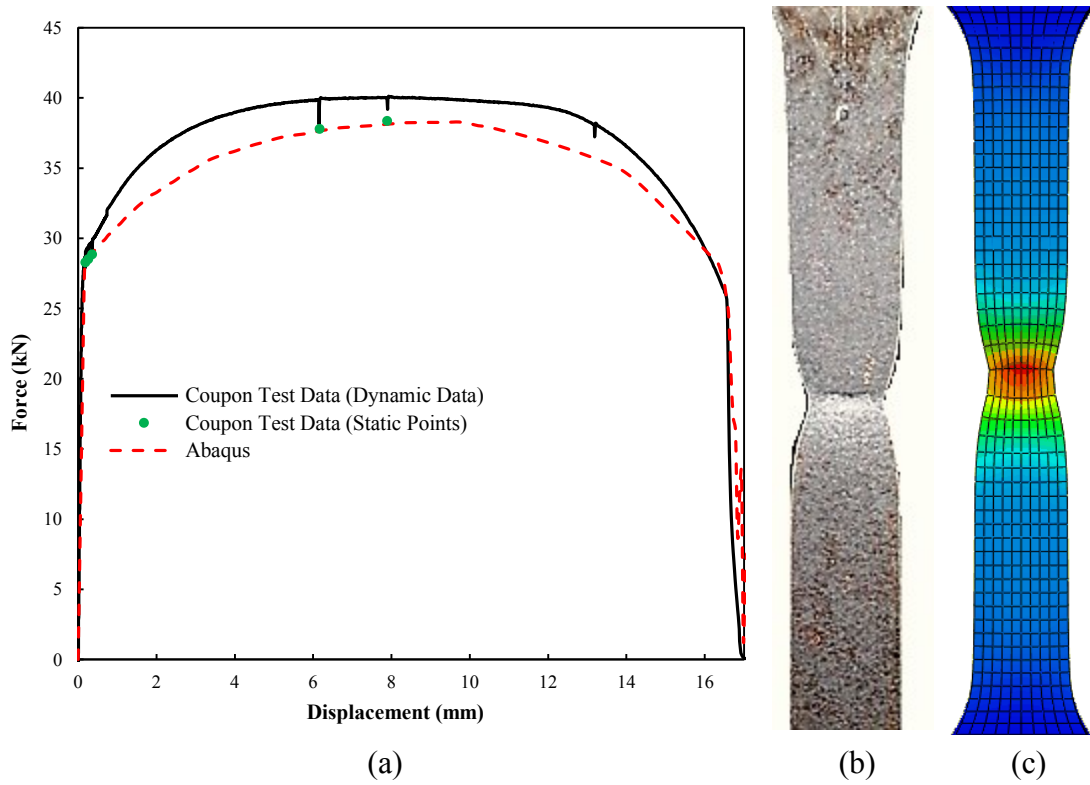 45
40
35
30
25
20
15
10
5
0
Force (kN)
Coupon Test Data (Dynamic Data)
Coupon Test Data (Static Points)
Abaqus
0 2 4 6 8 10 12 14 16
Displacement (mm)
(a) (b) (c)